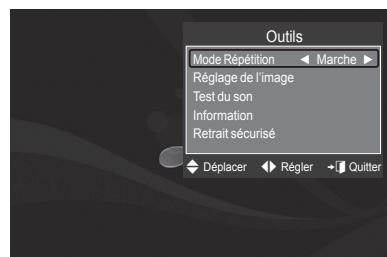 Outils
Mode Répétition ◀ Marche ▶
Réglage de l'image
Test du son
Information
Retrait sécurisé
Déplacer Régler Quitter